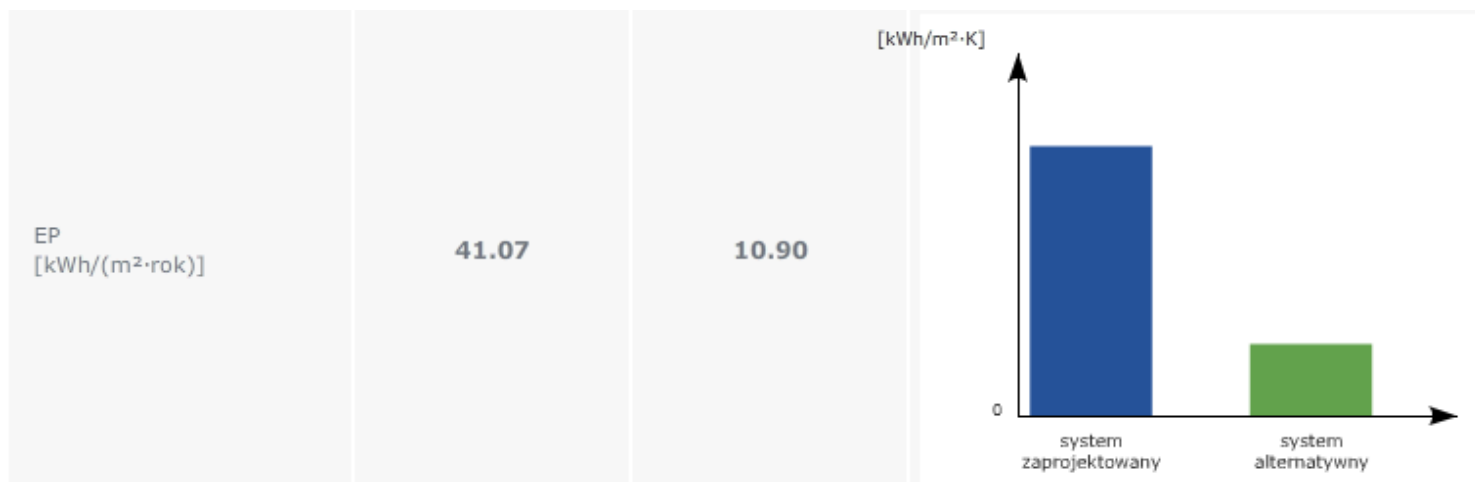 EP
[kWh/(m²·rok)]
41.07
10.90
[kWh/m²·K]
0
system
zaprojektowany
system
alternatywny